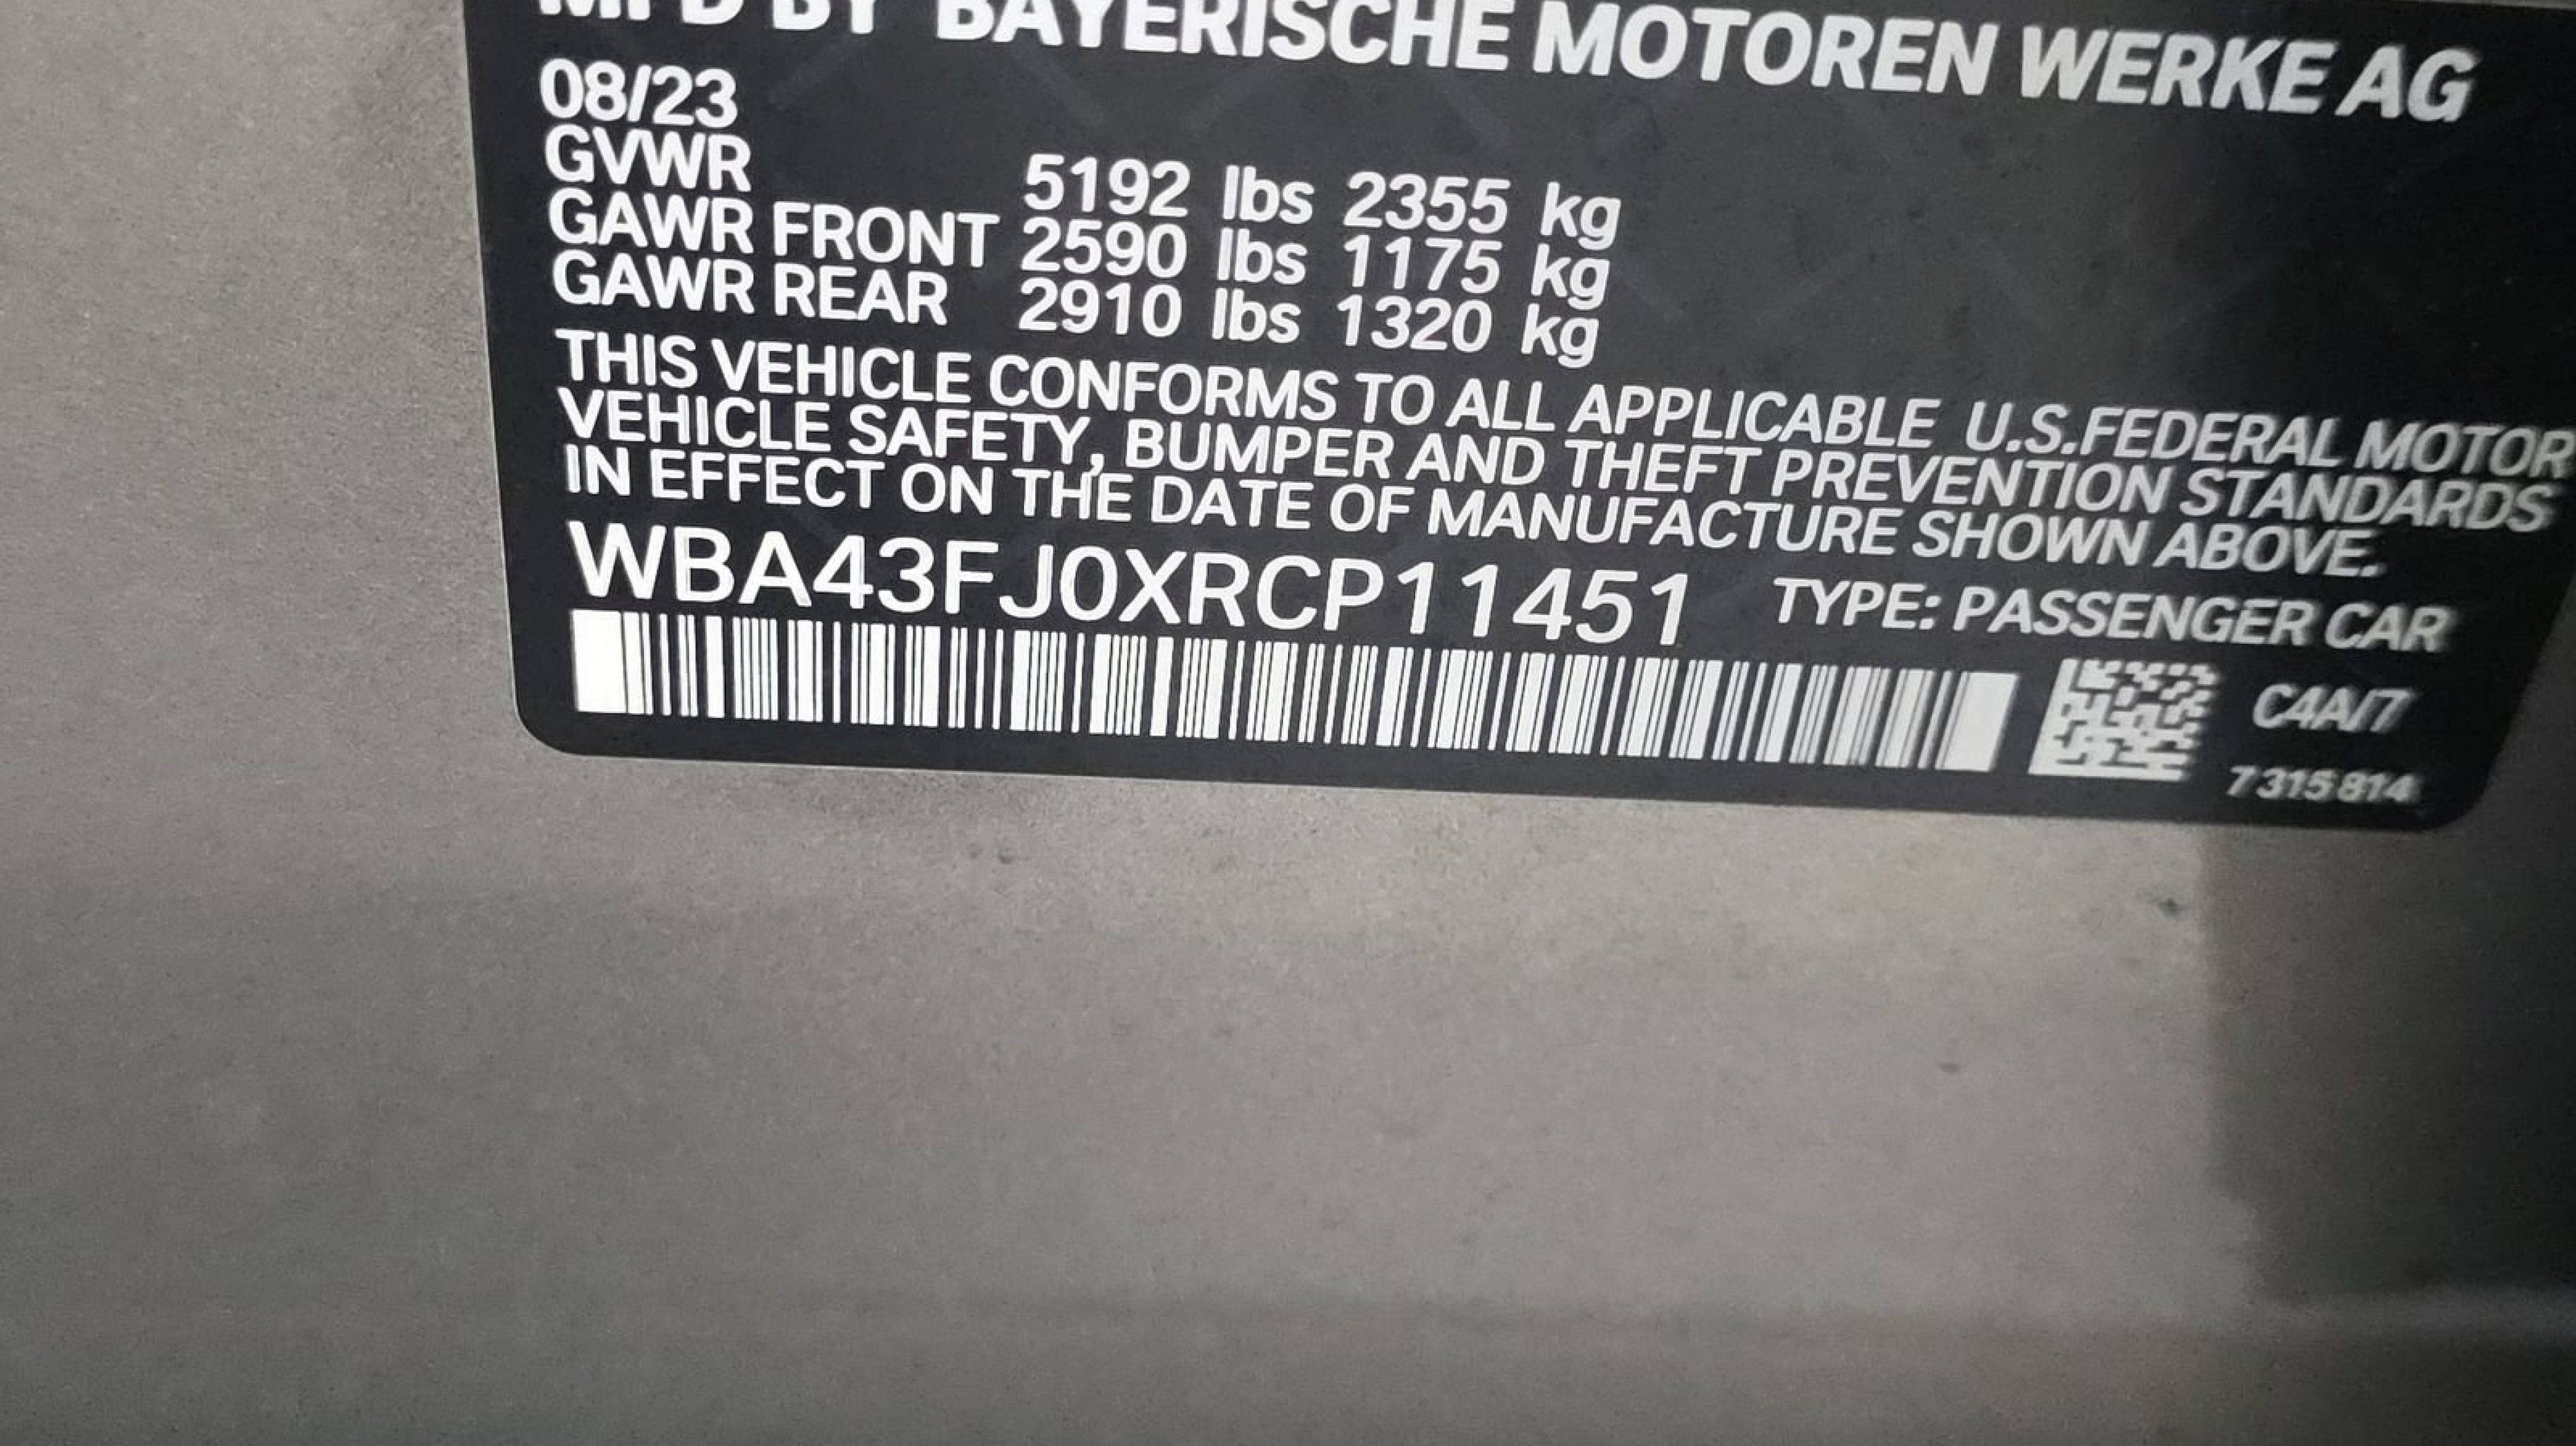 MFD BY BAYERISCHE MOTOREN WERKE AG
08/23
GVWR 5192 lbs 2355 kg
GAWR FRONT 2590 lbs 1175 kg
GAWR REAR 2910 lbs 1320 kg
THIS VEHICLE CONFORMS TO ALL APPLICABLE U.S.FEDERAL MOTOR
VEHICLE SAFETY, BUMPER AND THEFT PREVENTION STANDARDS
IN EFFECT ON THE DATE OF MANUFACTURE SHOWN ABOVE.
WBA43FJ0XRCP11451 TYPE: PASSENGER CAR
C4A/7
7315814